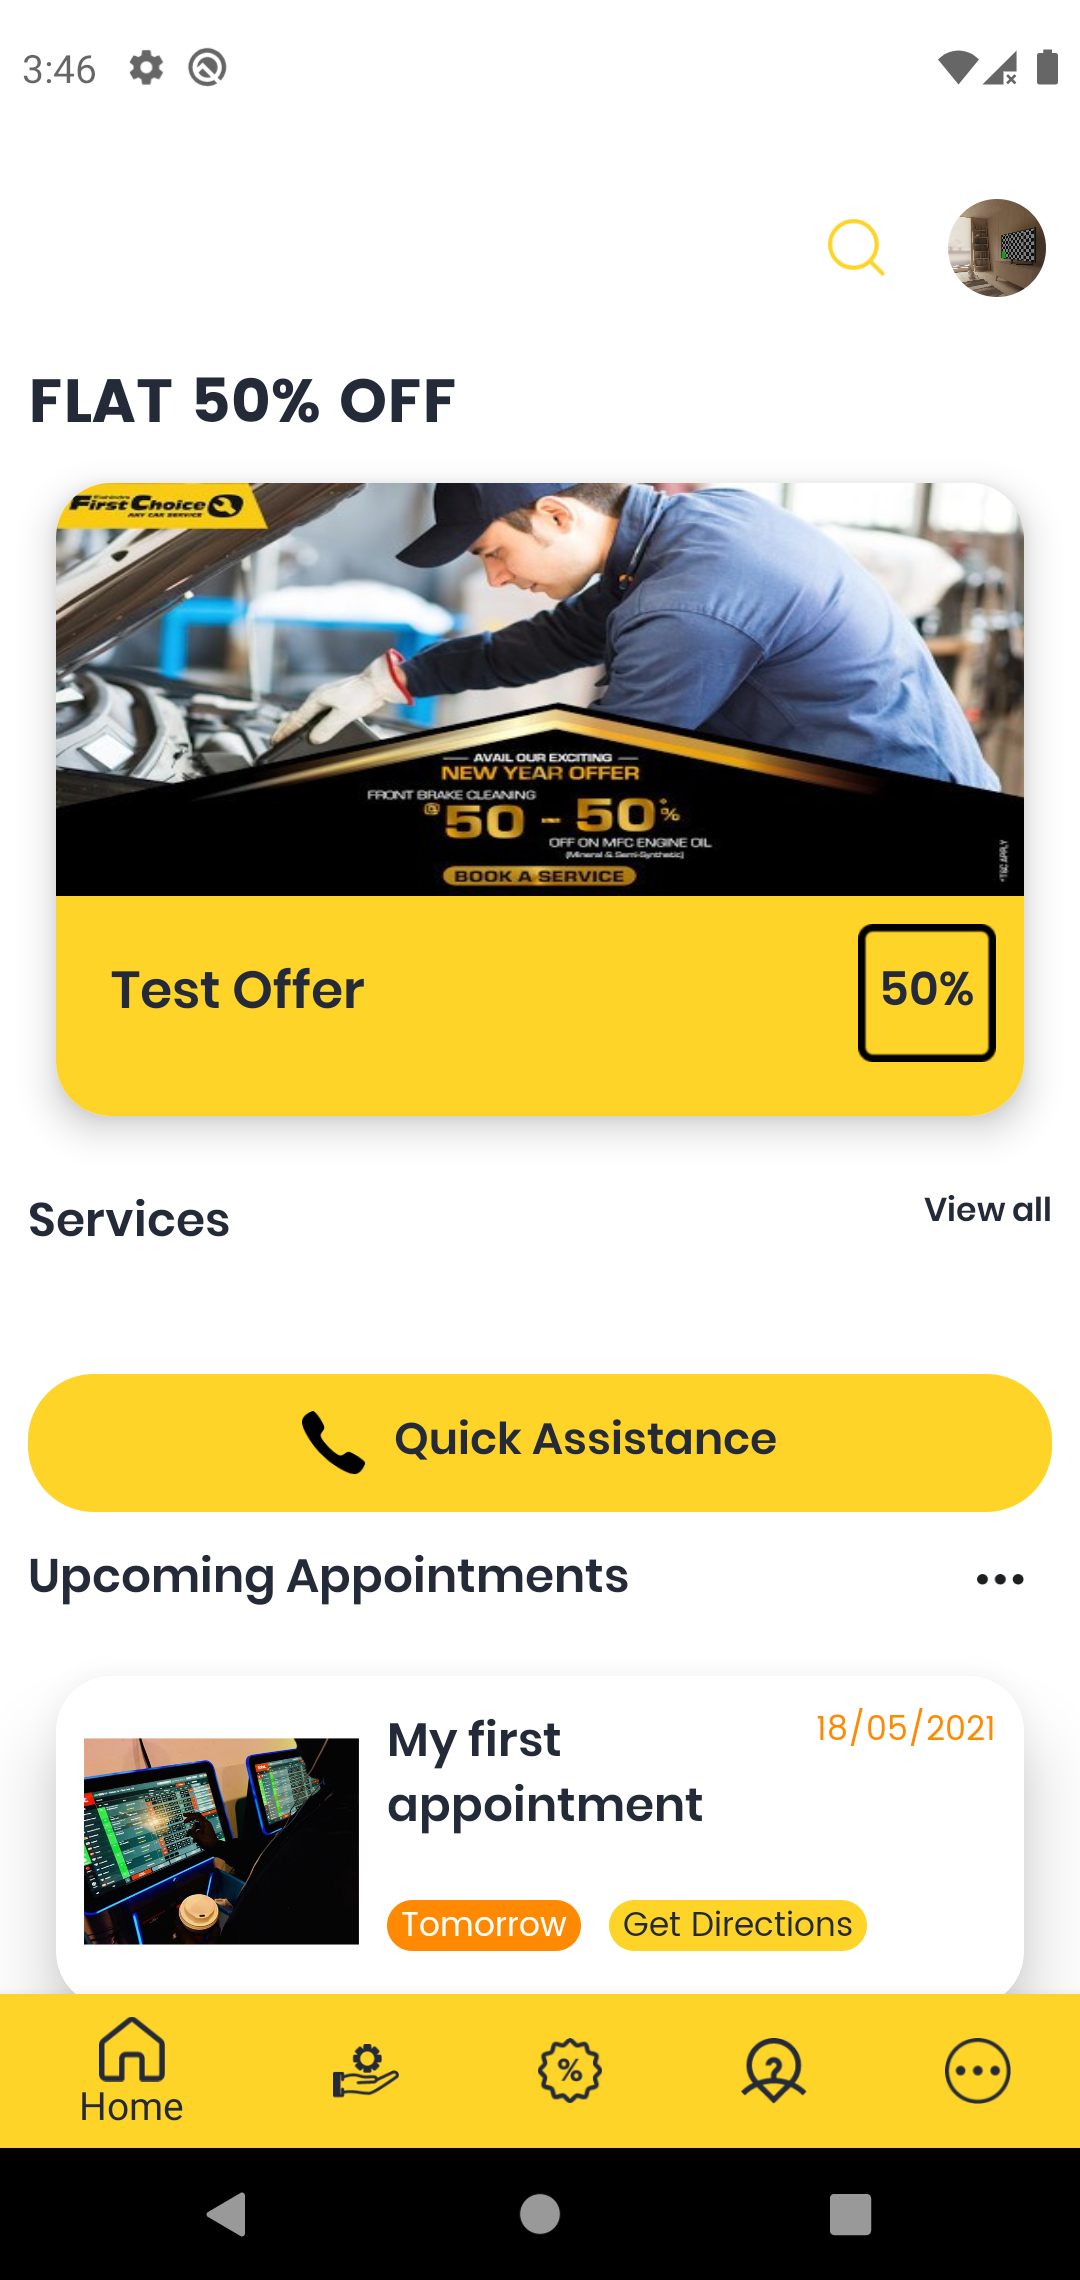 3:46
FLAT 50% OFF
First Choice
ANY CAR SERVICE
AVAIL OUR EXCITING
NEW YEAR OFFER
FRONT BRAKE CLEANING
@50 - 50%
OFF ON MFC ENGINE OIL
(Mineral & Semi-Synthetic)
BOOK A SERVICE
*T&C APPLY
Test Offer
50%
Services
View all
Quick Assistance
Upcoming Appointments
My first
appointment
18/05/2021
Tomorrow
Get Directions
Home